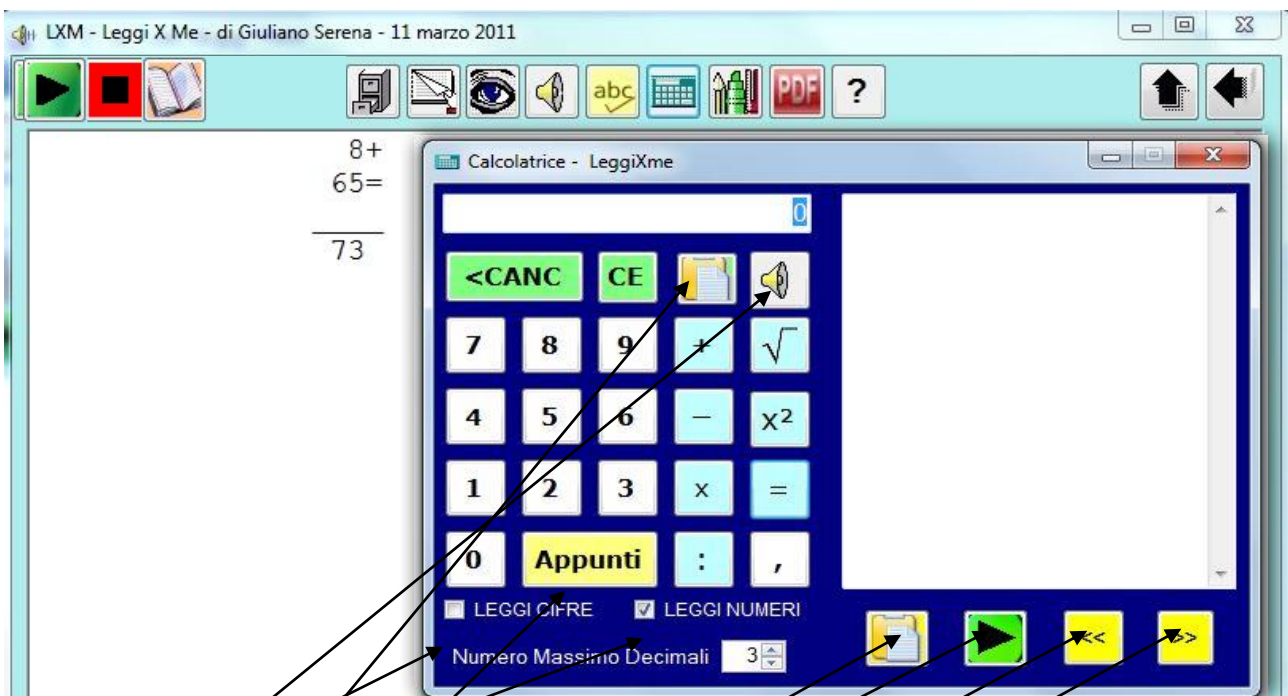 LXM - Leggi X Me - di Giuliano Serena - 11 marzo 2011
abc PDF ?
8+
65=
73
Calcolatrice - LeggiXme
0
<CANC CE
7 8 9 + √
4 5 6 − x²
1 2 3 x =
0 Appunti : ,
LEGGI CIFRE LEGGI NUMERI
Numero Massimo Decimali 3
<< >>